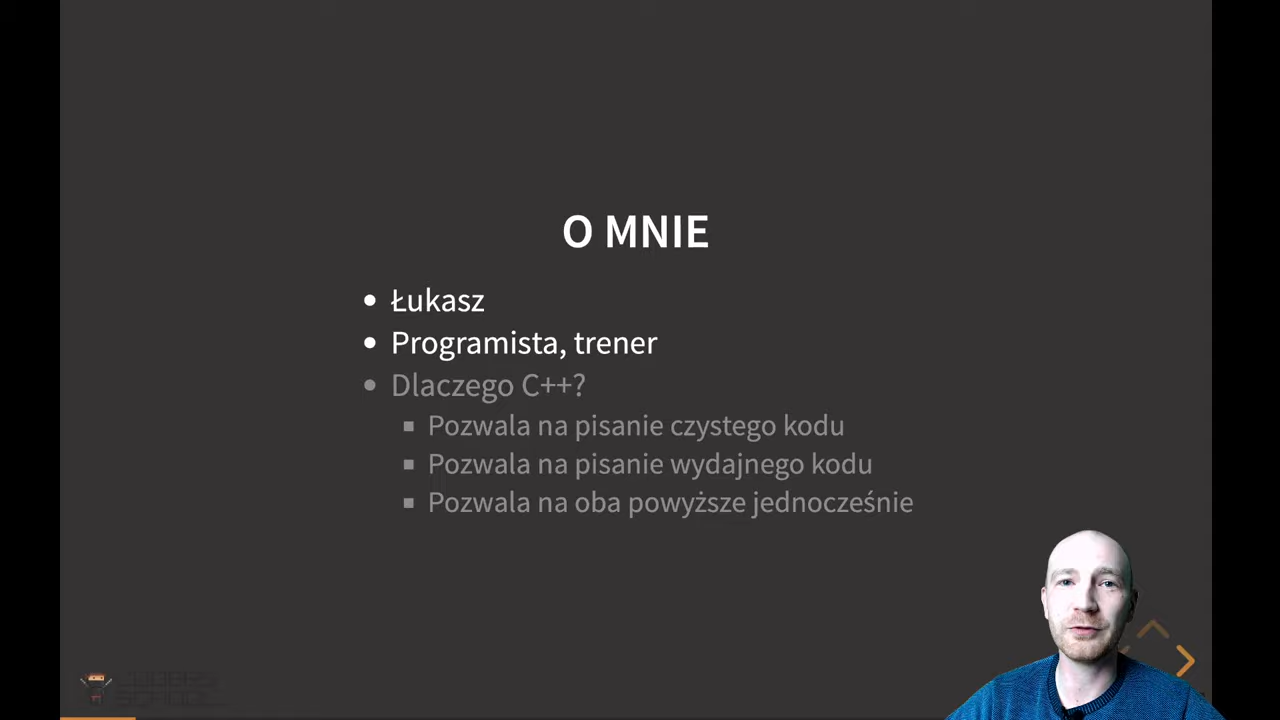 O MNIE
Łukasz
Programista, trener
Dlaczego C++?
Pozwala na pisanie czystego kodu
Pozwala na pisanie wydajnego kodu
Pozwala na oba powyższe jednocześnie